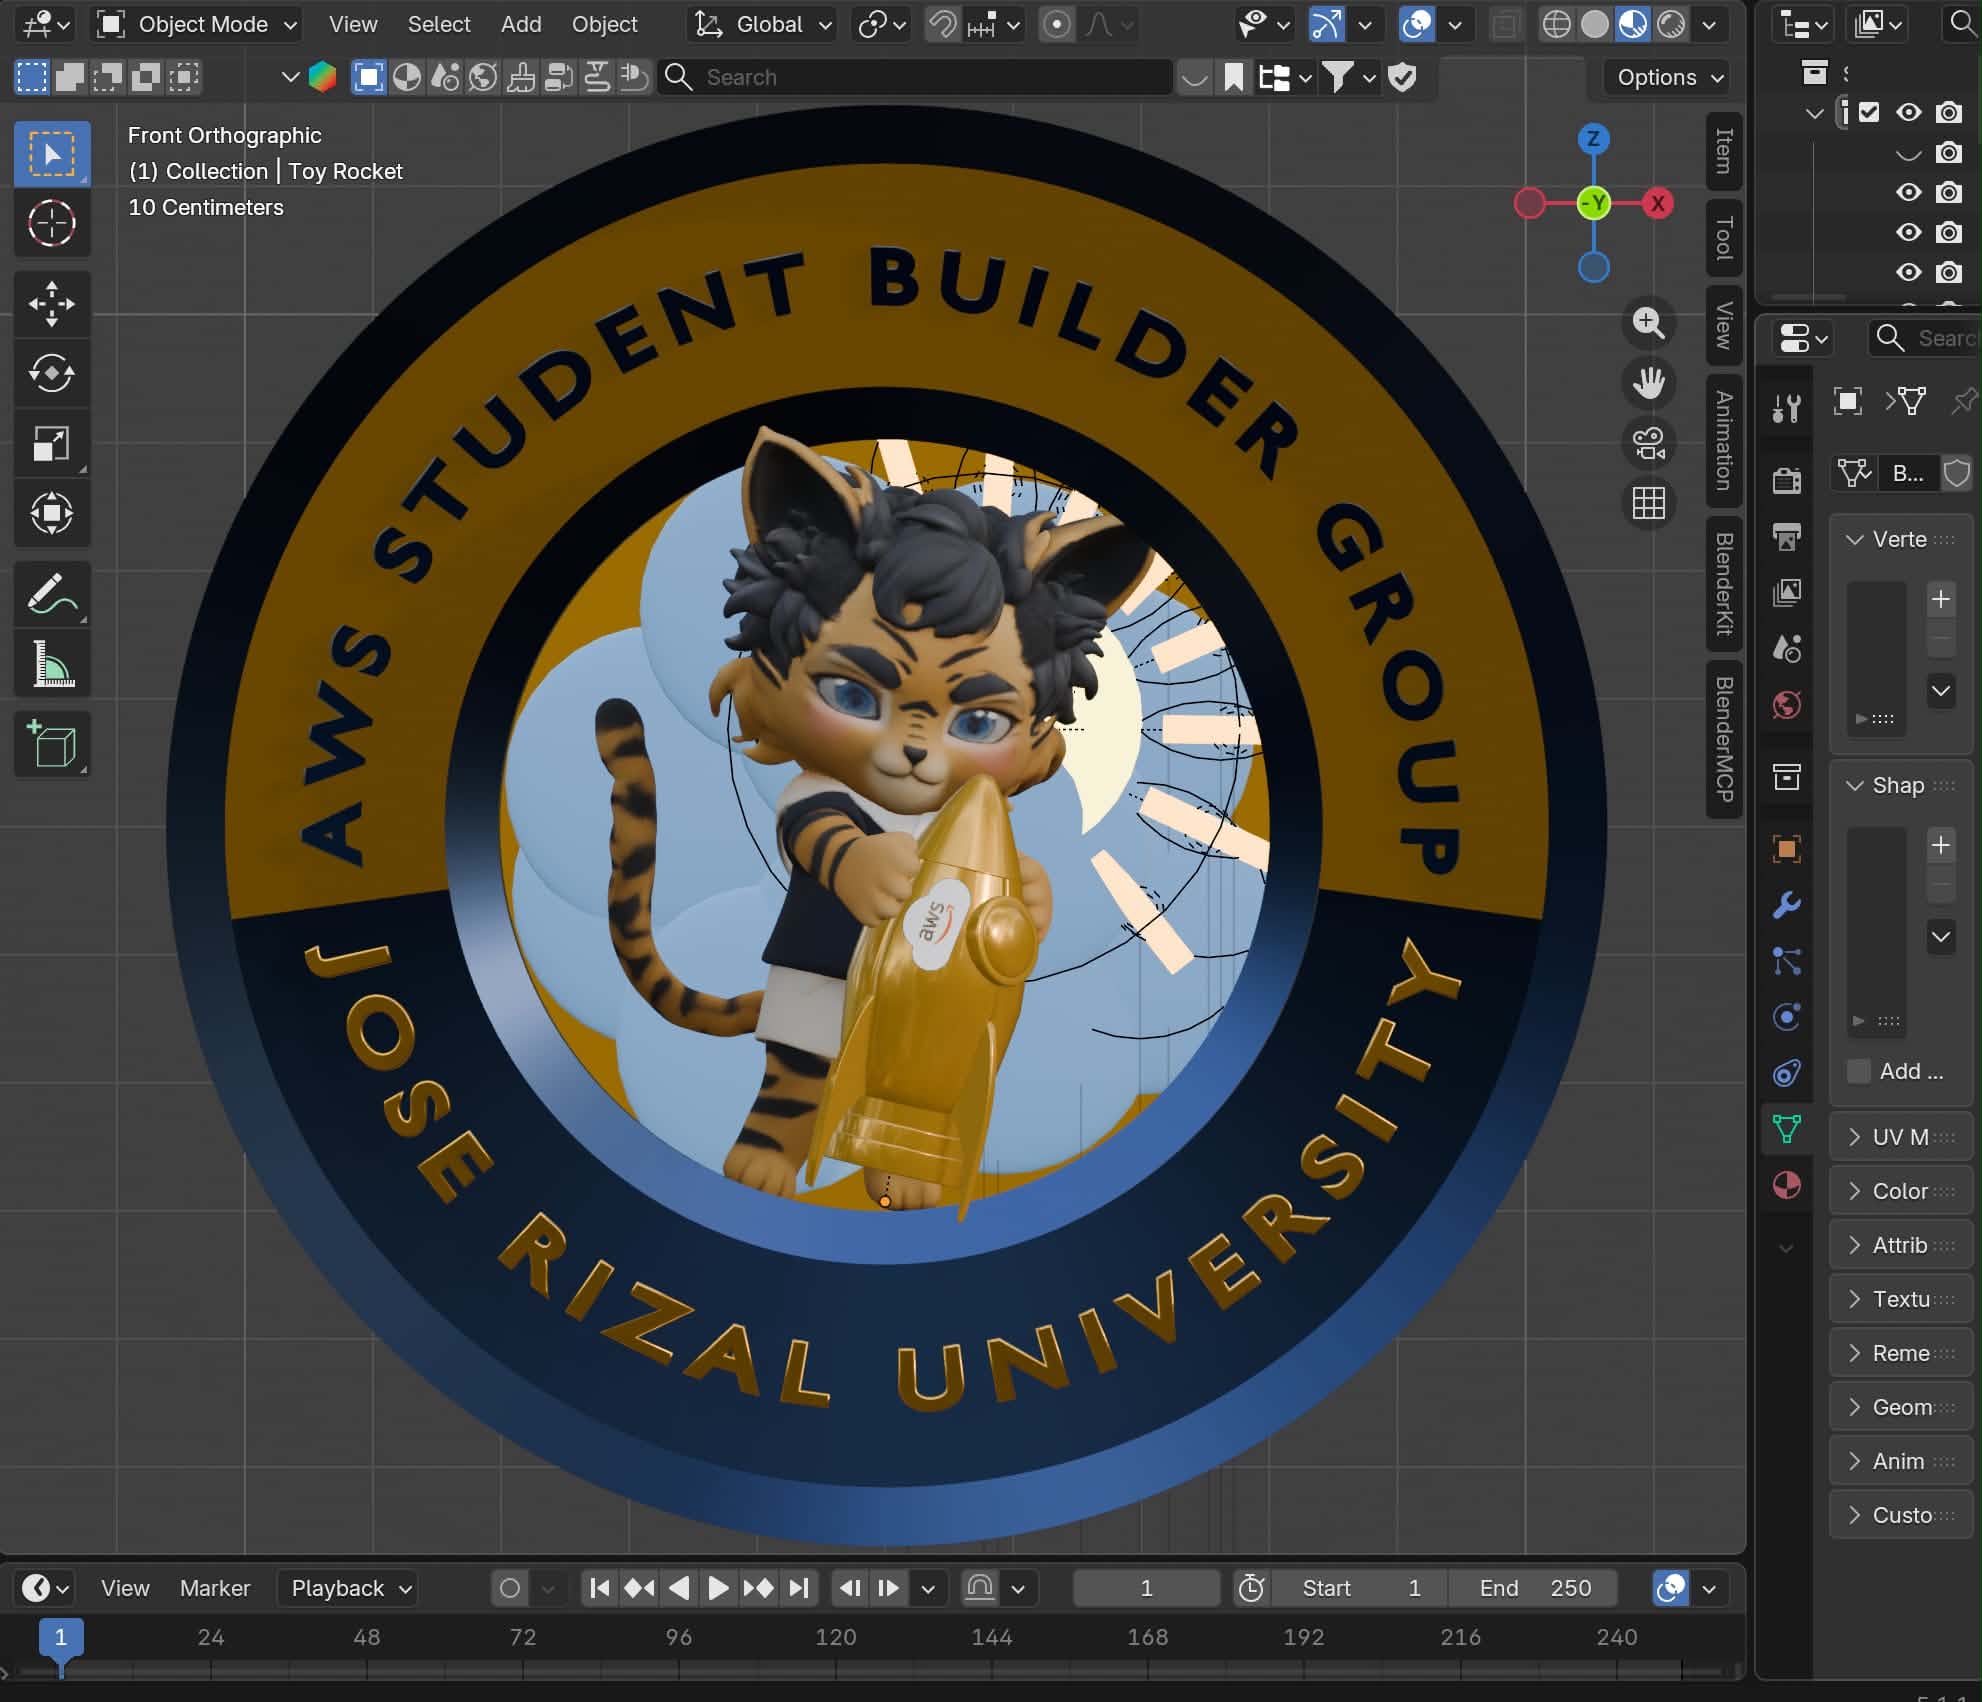 Object Mode View Select Add Object Global
Search Options
Front Orthographic
(1) Collection | Toy Rocket
10 Centimeters
Z
-Y X
Item
Tool
View
Animation
BlenderKit
BlenderMCP
AWS STUDENT BUILDER GROUP
aws
JOSE RIZAL UNIVERSITY
B...
Verte
Shap
Add ...
UV M
Color
Attrib
Textu
Reme
Geom
Anim
Custo
View Marker Playback 1 Start 1 End 250
1 24 48 72 96 120 144 168 192 216 240